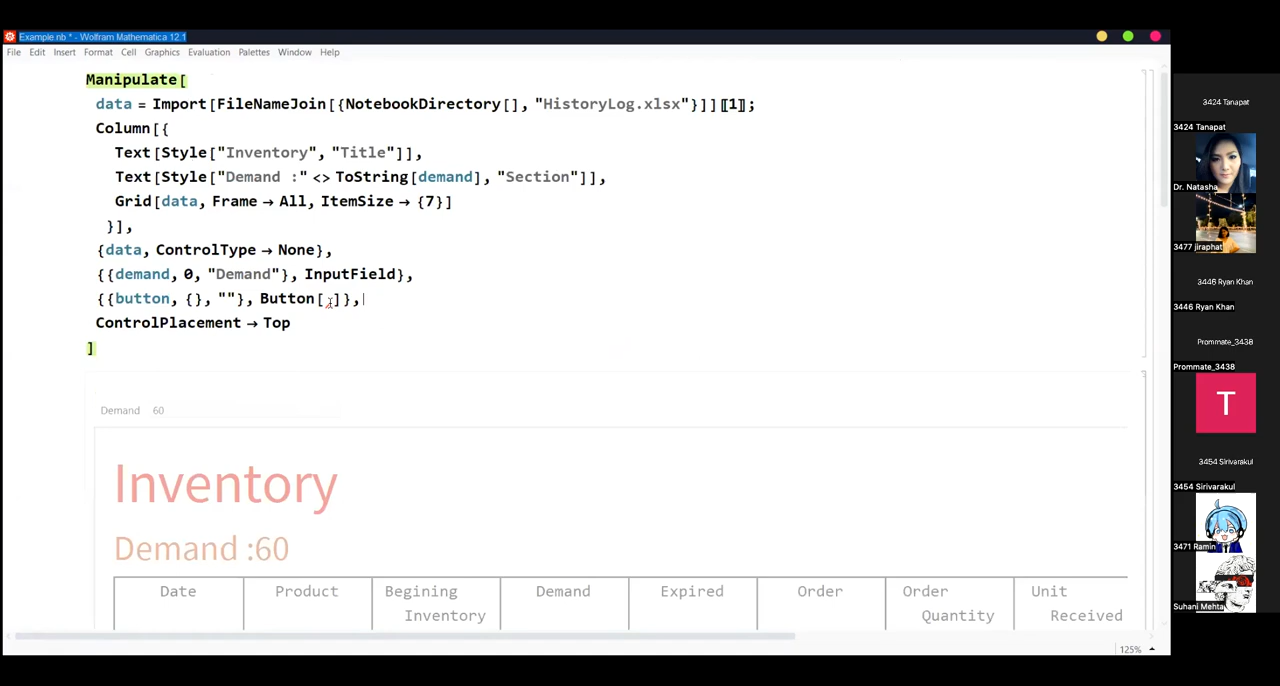 Example.nb * - Wolfram Mathematica 12.1
File Edit Insert Format Cell Graphics Evaluation Palettes Window Help
Manipulate[
data = Import[FileNameJoin[{NotebookDirectory[], "HistoryLog.xlsx"}]][[1]];
Column[{
Text[Style["Inventory", "Title"]],
Text[Style["Demand :" <> ToString[demand], "Section"]],
Grid[data, Frame → All, ItemSize → {7}]
}],
{data, ControlType → None},
{{demand, 0, "Demand"}, InputField},
{{button, {}, ""}, Button[,]},
ControlPlacement → Top
]
Demand 60
Inventory
Demand :60
Date Product Begining Demand Expired Order Order Unit
Inventory Quantity Received
125%
3424 Tanapat
3424 Tanapat
Dr. Natasha
3477 jiraphat
3446 Ryan Khan
3446 Ryan Khan
Prommate_3438
Prommate_3438
T
3454 Sirivarakul
3454 Sirivarakul
3471 Ramin
Suhani Mehta